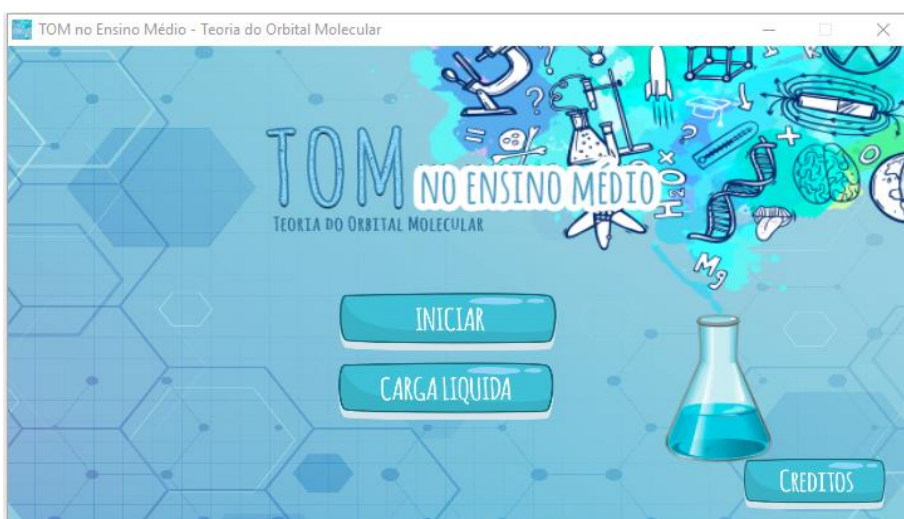 TOM no Ensino Médio - Teoria do Orbital Molecular
TOM
NO ENSINO MÉDIO
TEORIA DO ORBITAL MOLECULAR
H2O
x
Mg
INICIAR
CARGA LIQUIDA
CREDITOS